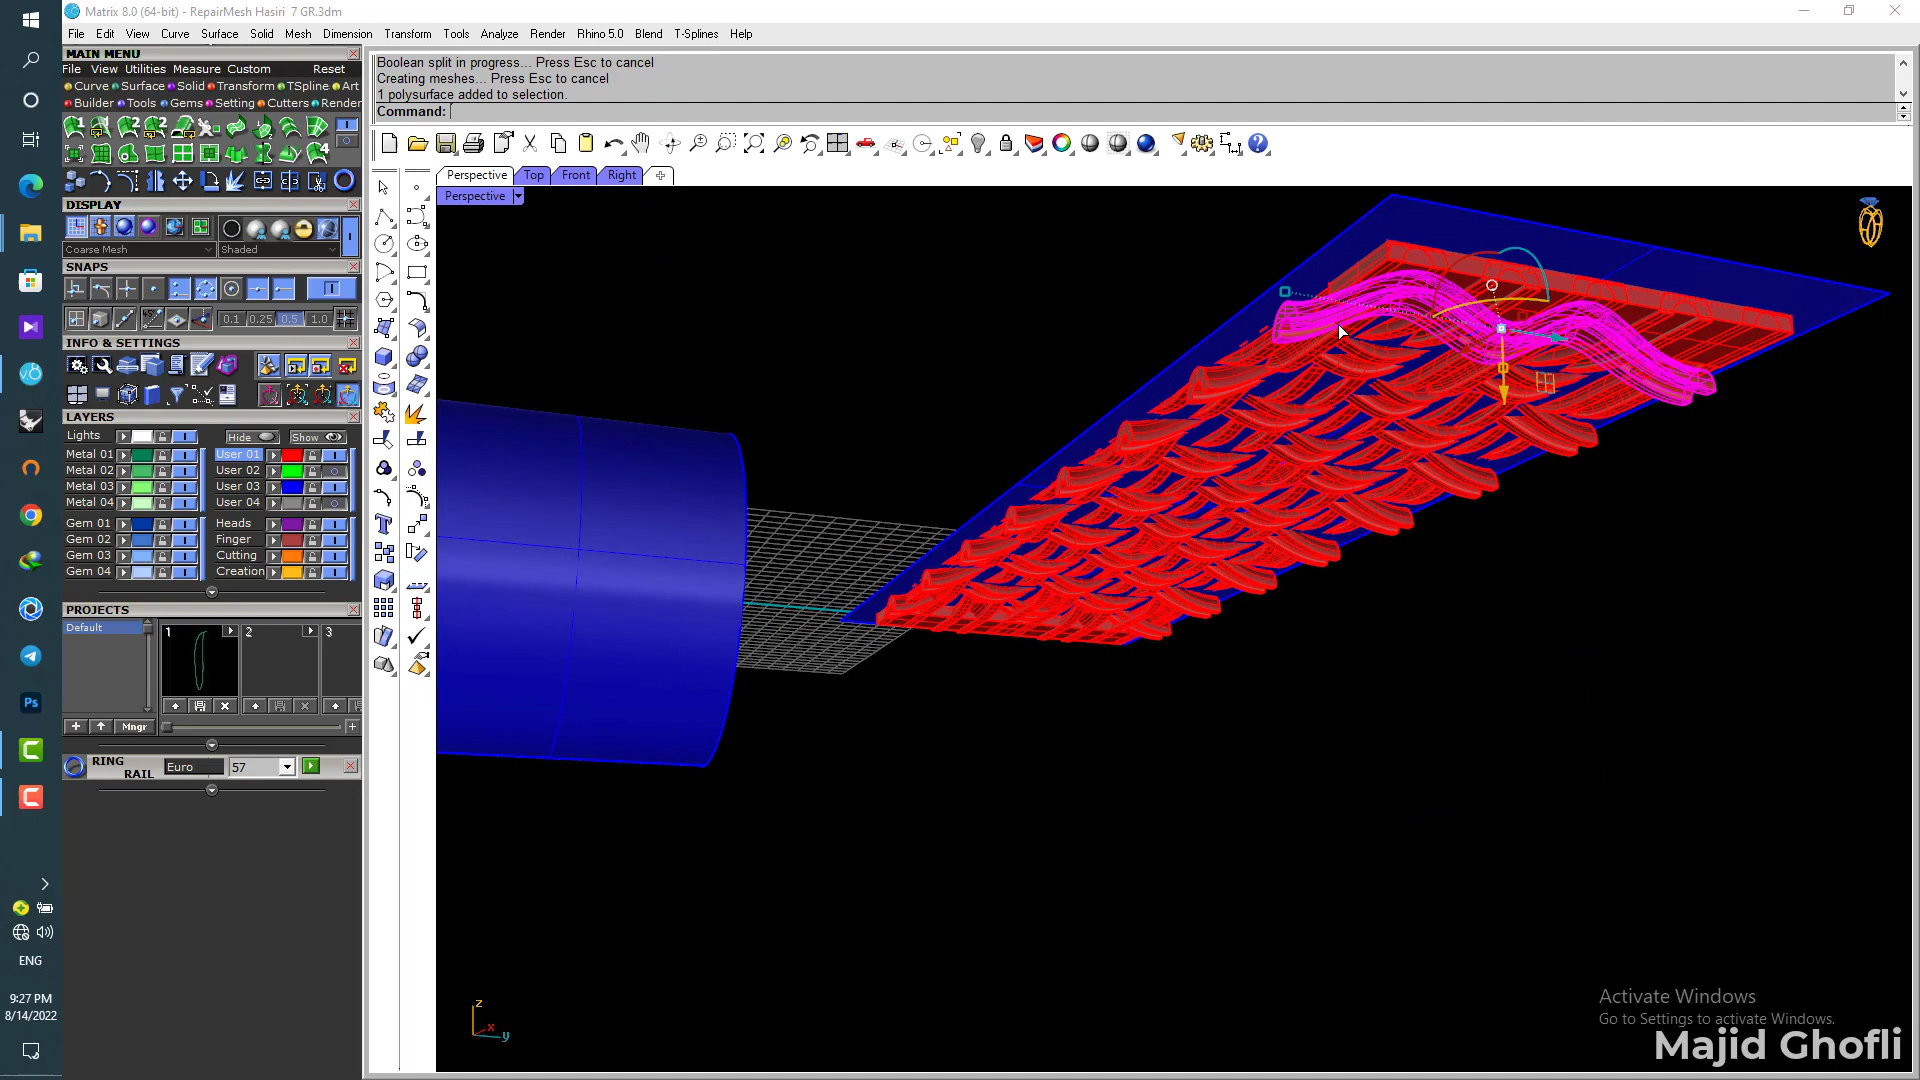 Matrix 8.0 (64-bit) - RepairMesh Hasiri 7 GR.3dm
File Edit View Curve Surface Solid Mesh Dimension Transform Tools Analyze Render Rhino 5.0 Blend T-Splines Help
MAIN MENU
File View Utilities Measure Custom Reset
Curve Surface Solid Transform TSpline Art
Builder Tools Gems Setting Cutters Render
Boolean split in progress... Press Esc to cancel
Creating meshes... Press Esc to cancel
1 polysurface added to selection.
Command:
Perspective Top Front Right
Perspective
DISPLAY
Coarse Mesh Shaded
SNAPS
0.1 0.25 0.5 1.0
INFO & SETTINGS
LAYERS
Lights Hide Show
Metal 01 User 01
Metal 02 User 02
Metal 03 User 03
Metal 04 User 04
Gem 01 Heads
Gem 02 Finger
Gem 03 Cutting
Gem 04 Creation
PROJECTS
Default 1 2 3
Mngr
RING RAIL Euro 57
z
x
y
Ps
ENG
9:27 PM
8/14/2022
Activate Windows
Go to Settings to activate Windows.
Majid Ghofli